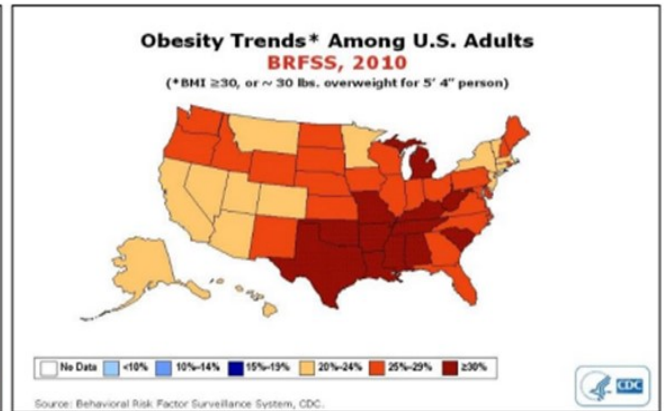 Obesity Trends* Among U.S. Adults
BRFSS, 2010
(*BMI ≥30, or ~ 30 lbs. overweight for 5' 4" person)
No Data <10% 10%–14% 15%–19% 20%–24% 25%–29% ≥30%
Source: Behavioral Risk Factor Surveillance System, CDC.
CDC